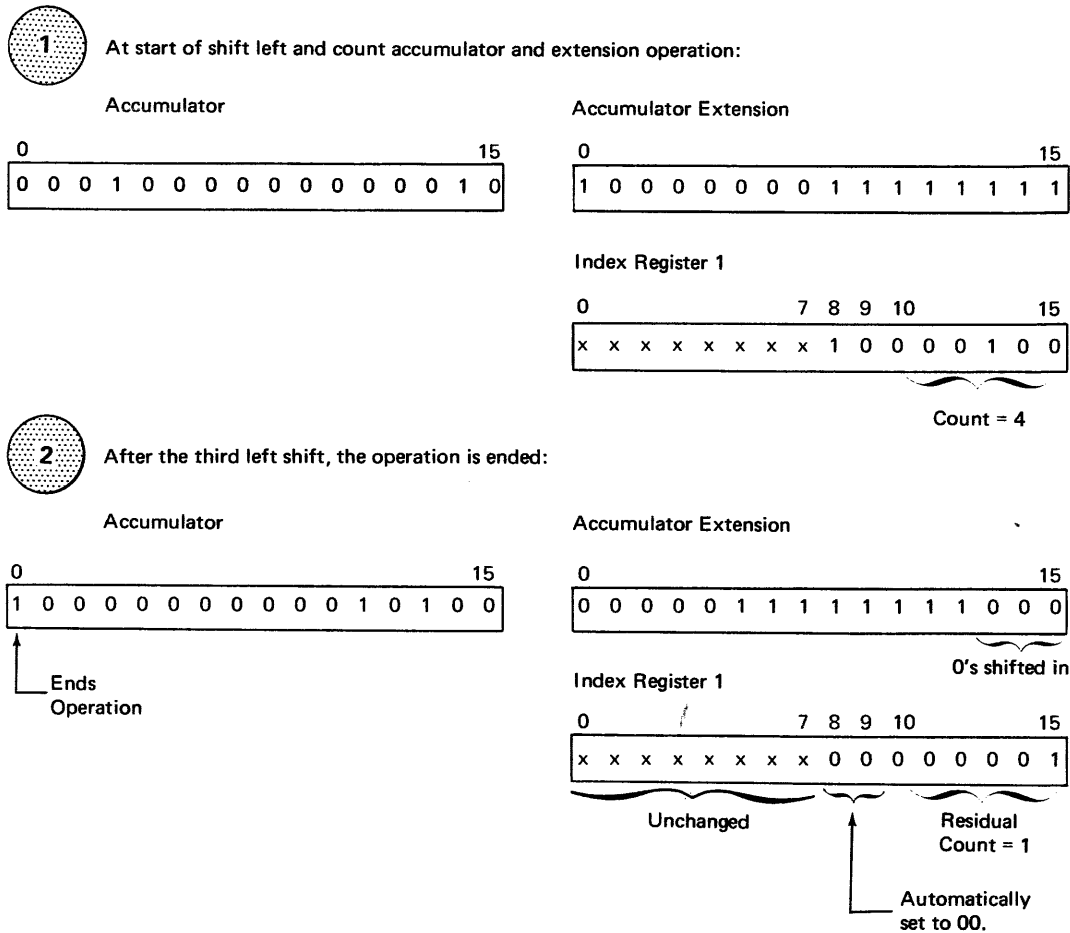 1
At start of shift left and count accumulator and extension operation:
Accumulator
Accumulator Extension
0 15
0 15
0 0 0 1 0 0 0 0 0 0 0 0 0 0 1 0
1 0 0 0 0 0 0 0 1 1 1 1 1 1 1 1
Index Register 1
0 7 8 9 10 15
x x x x x x x x 1 0 0 0 0 1 0 0
Count = 4
2
After the third left shift, the operation is ended:
Accumulator
Accumulator Extension
0 15
0 15
1 0 0 0 0 0 0 0 0 0 0 1 0 1 0 0
0 0 0 0 0 1 1 1 1 1 1 1 1 0 0 0
Ends
Operation
0's shifted in
Index Register 1
0 7 8 9 10 15
x x x x x x x x 0 0 0 0 0 0 0 1
Unchanged
Residual
Count = 1
Automatically
set to 00.